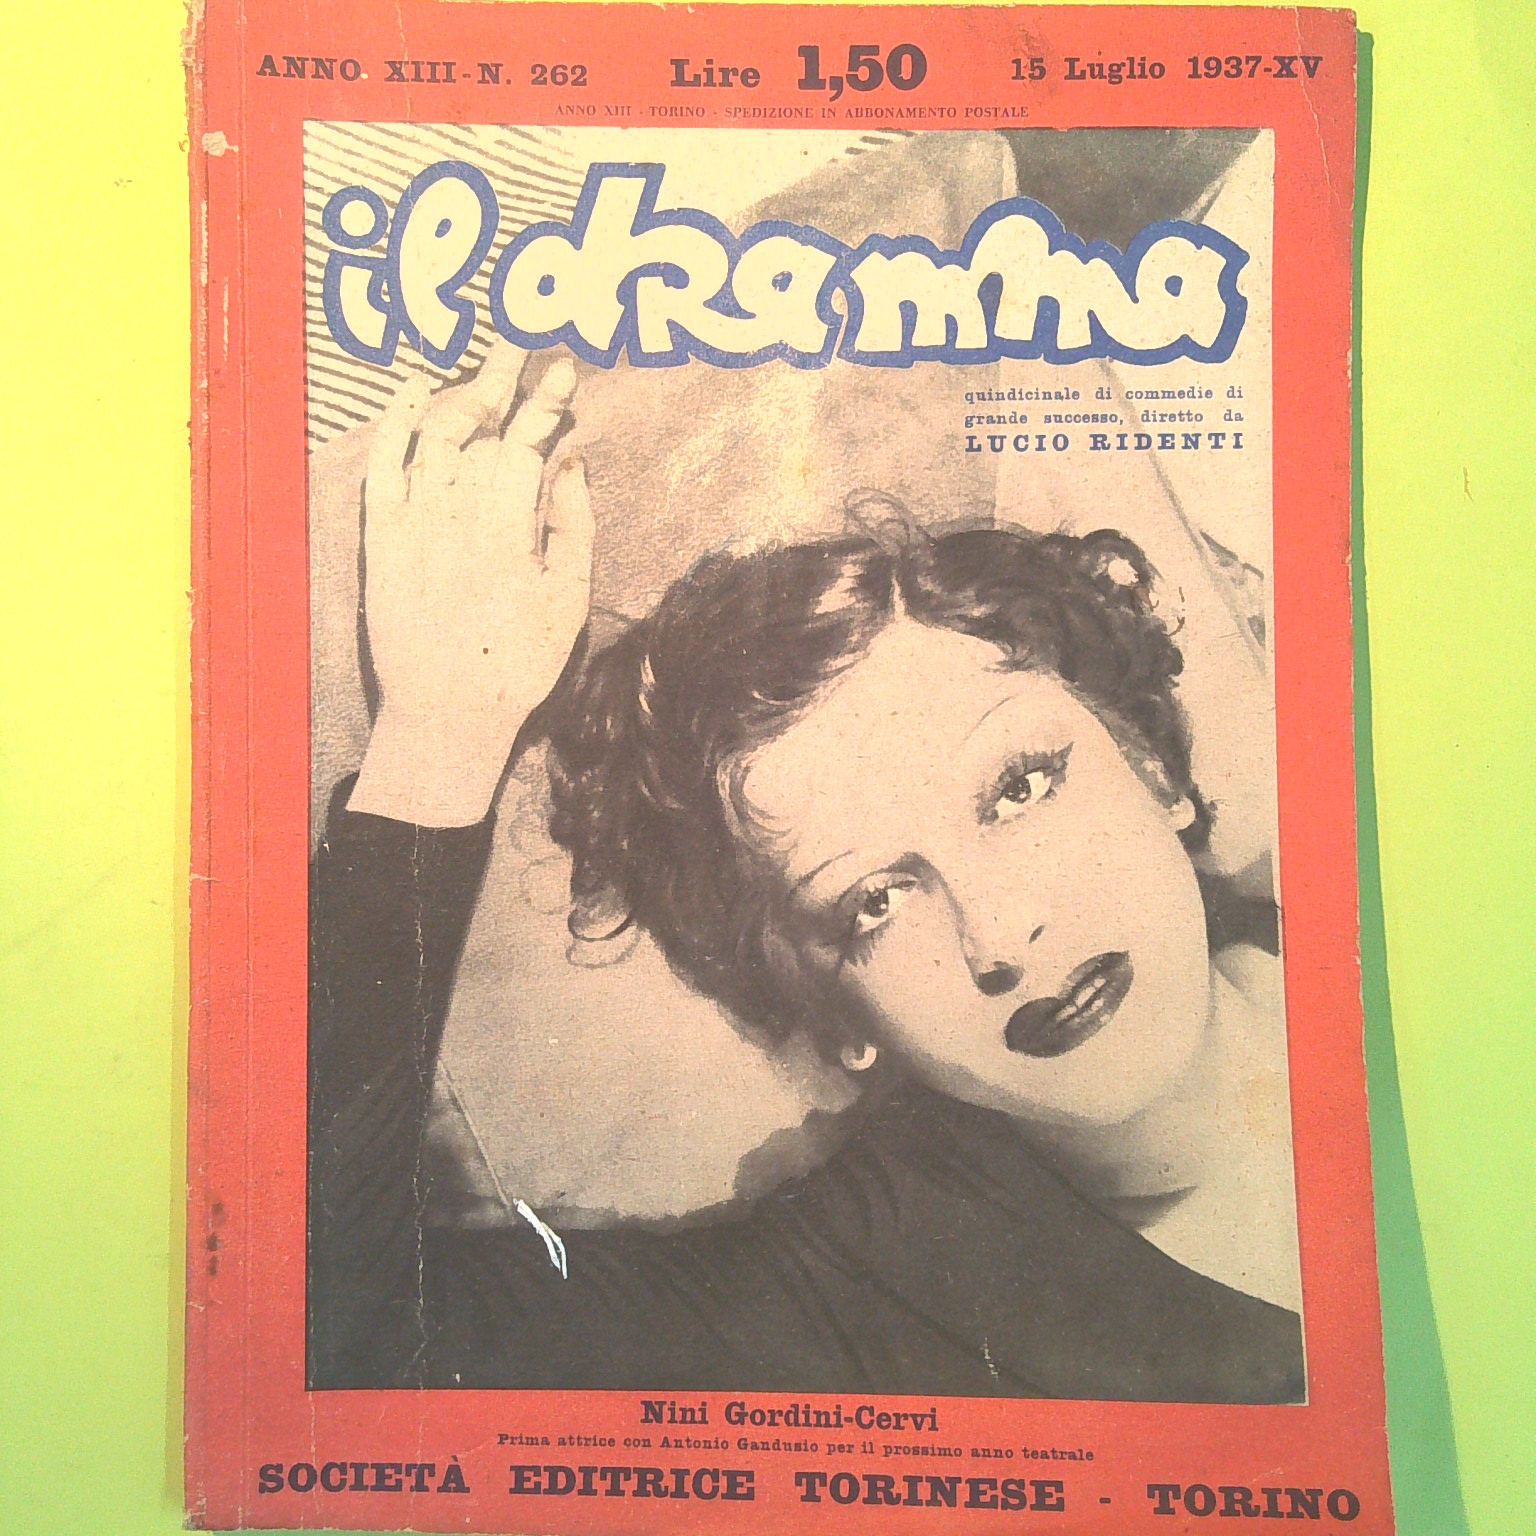 ANNO XIII - N. 262 Lire 1,50 15 Luglio 1937-XV
ANNO XIII - TORINO - SPEDIZIONE IN ABBONAMENTO POSTALE
il dramma
quindicinale di commedie di
grande successo, diretto da
LUCIO RIDENTI
Nini Gordini-Cervi
Prima attrice con Antonio Gandusio per il prossimo anno teatrale
SOCIETÀ EDITRICE TORINESE - TORINO